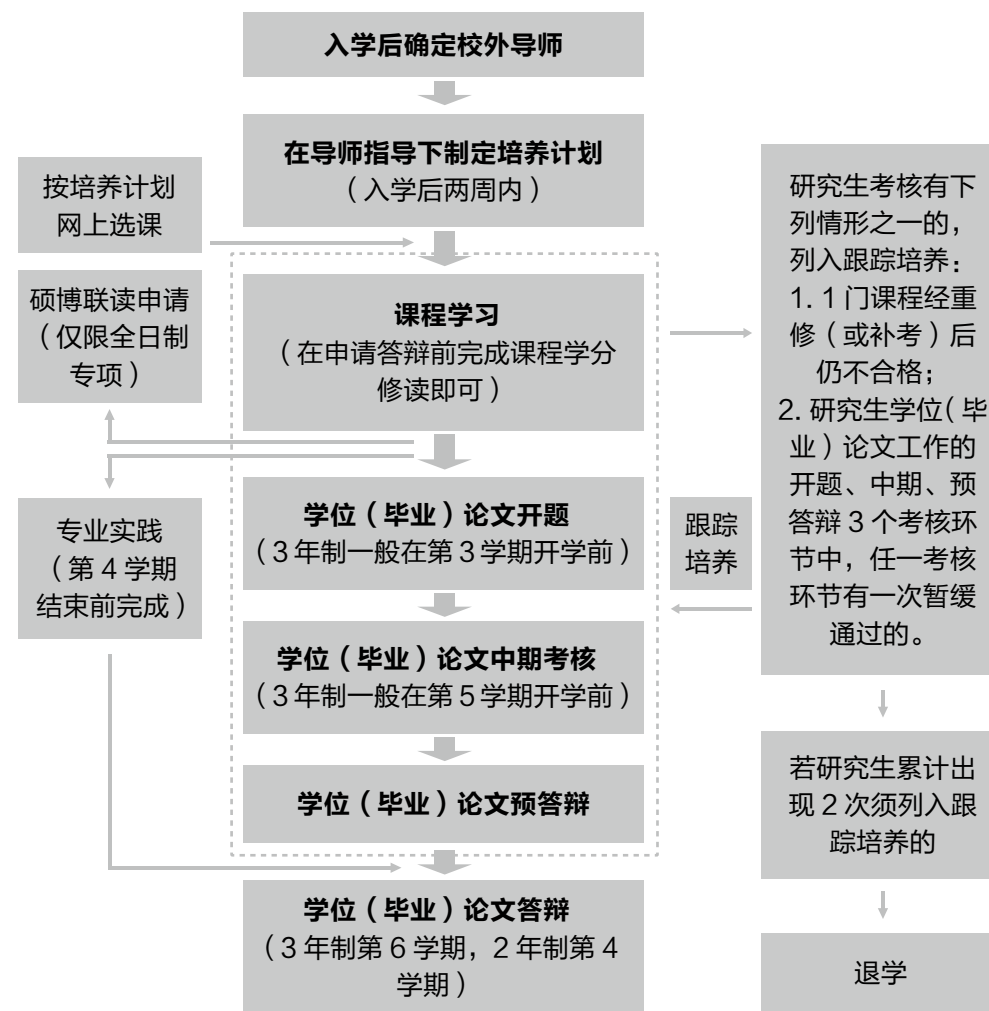 入学后确定校外导师
在导师指导下制定培养计划
（入学后两周内）
按培养计划
网上选课
硕博联读申请
（仅限全日制
专项）
课程学习
（在申请答辩前完成课程学分
修读即可）
学位（毕业）论文开题
（3 年制一般在第 3 学期开学前）
专业实践
（第 4 学期
结束前完成）
学位（毕业）论文中期考核
（3 年制一般在第 5 学期开学前）
学位（毕业）论文预答辩
学位（毕业）论文答辩
（3 年制第 6 学期，2 年制第 4
学期）
跟踪
培养
研究生考核有下
列情形之一的，
列入跟踪培养：
1. 1 门课程经重
修（或补考）后
仍不合格；
2. 研究生学位（毕
业）论文工作的
开题、中期、预
答辩 3 个考核环
节中，任一考核
环节有一次暂缓
通过的。
若研究生累计出
现 2 次须列入跟
踪培养的
退学